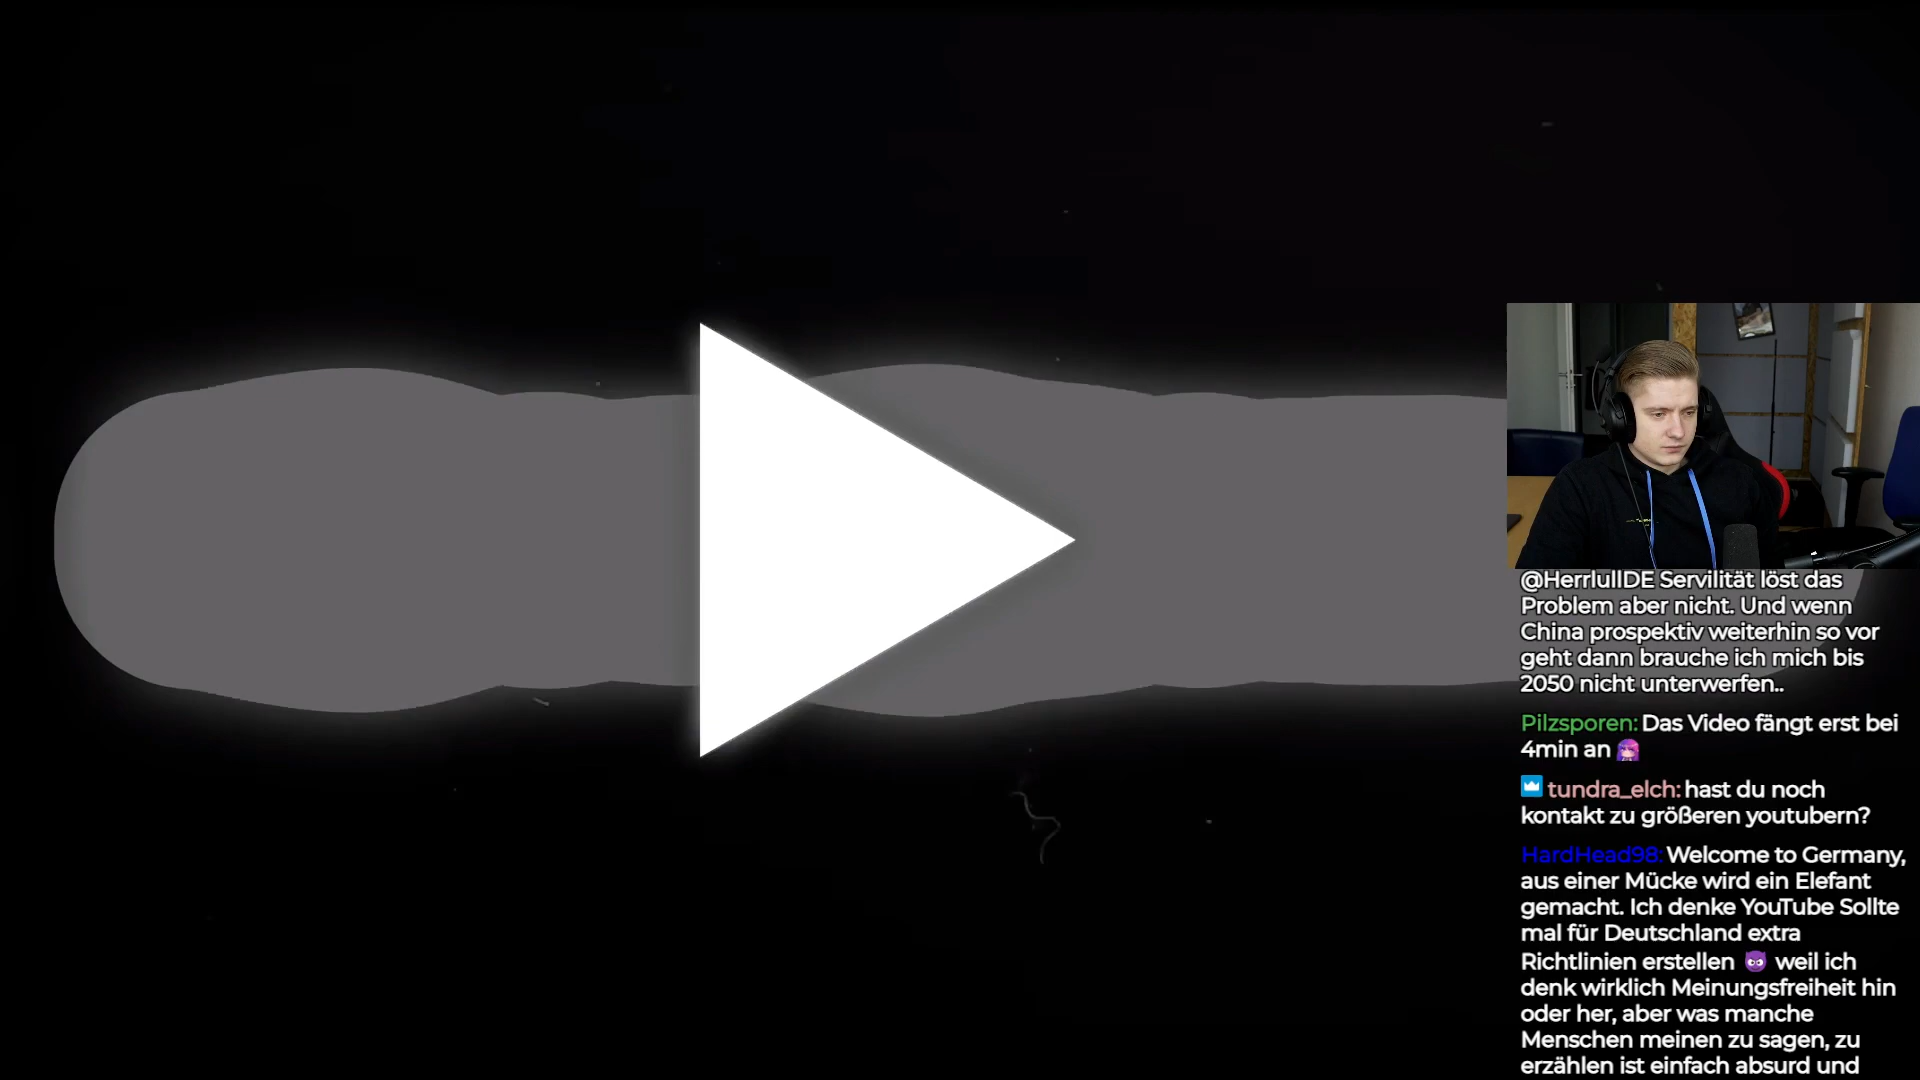 @HerrlullDE Servilität löst das
Problem aber nicht. Und wenn
China prospektiv weiterhin so vor
geht dann brauche ich mich bis
2050 nicht unterwerfen..
Pilzsporen: Das Video fängt erst bei
4min an
tundra_elch: hast du noch
kontakt zu größeren youtubern?
HardHead98: Welcome to Germany,
aus einer Mücke wird ein Elefant
gemacht. Ich denke YouTube Sollte
mal für Deutschland extra
Richtlinien erstellen 😈 weil ich
denk wirklich Meinungsfreiheit hin
oder her, aber was manche
Menschen meinen zu sagen, zu
erzählen ist einfach absurd und